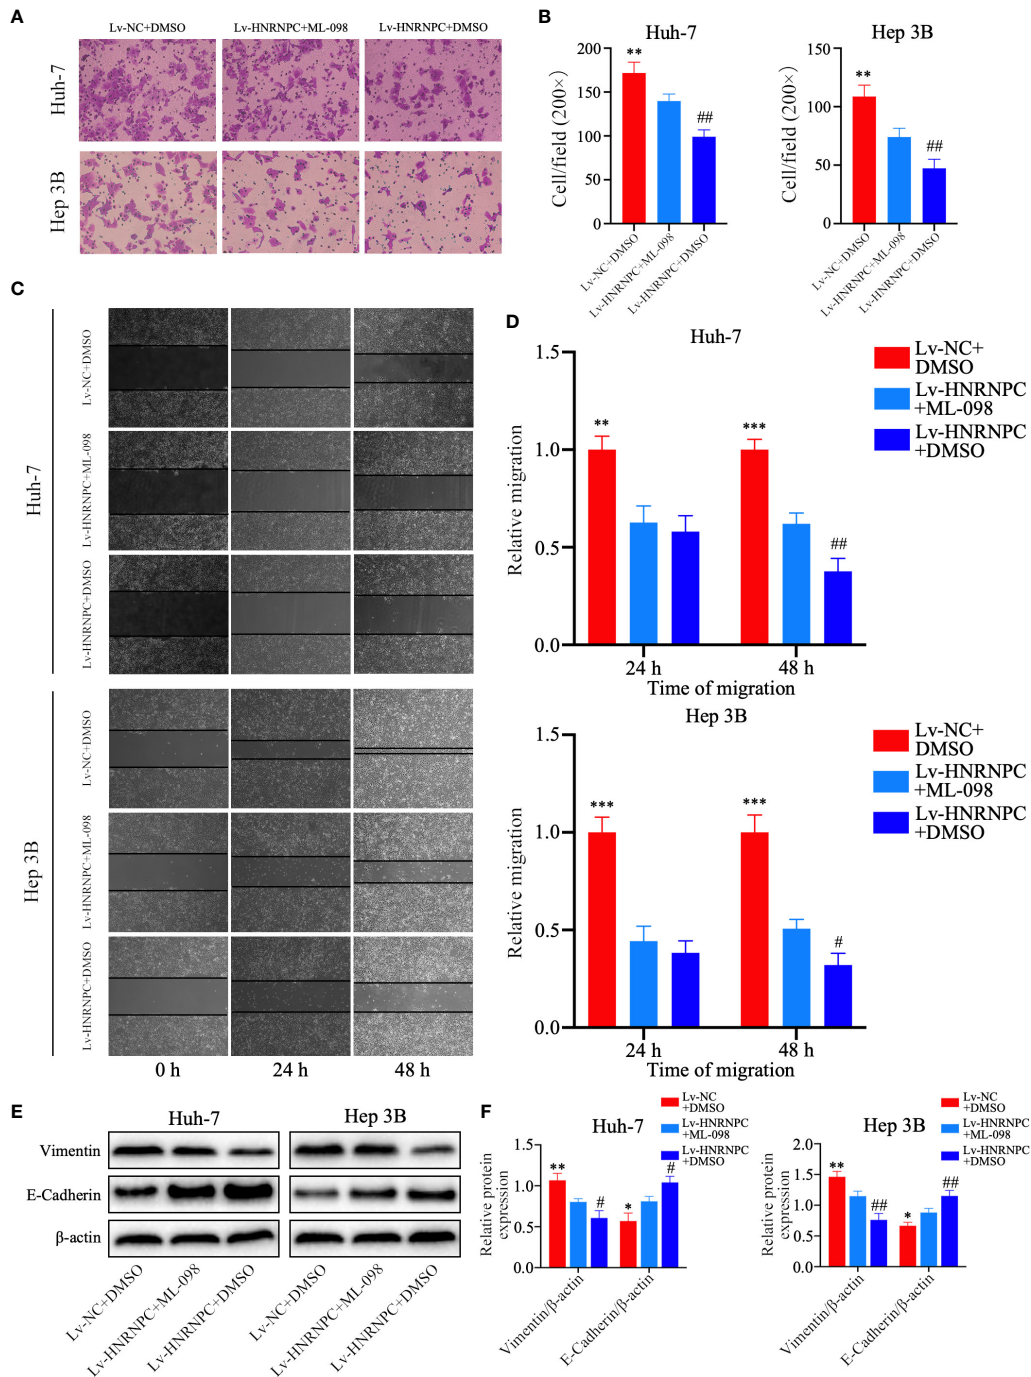 A
Lv-NC+DMSO
Lv-HNRNPC+ML-098
Lv-HNRNPC+DMSO
Huh-7
Hep 3B
B
Huh-7
Cell/field (200×)
200
150
100
50
0
**
##
Lv-NC+DMSO
Lv-HNRNPC+ML-098
Lv-HNRNPC+DMSO
Hep 3B
Cell/field (200×)
150
100
50
0
**
##
Lv-NC+DMSO
Lv-HNRNPC+ML-098
Lv-HNRNPC+DMSO
C
Huh-7
Lv-NC+DMSO
Lv-HNRNPC+ML-098
Lv-HNRNPC+DMSO
Hep 3B
Lv-NC+DMSO
Lv-HNRNPC+ML-098
Lv-HNRNPC+DMSO
0 h
24 h
48 h
D
Huh-7
Relative migration
1.5
1.0
0.5
0.0
**
***
##
24 h
48 h
Time of migration
Lv-NC+
DMSO
Lv-HNRNPC
+ML-098
Lv-HNRNPC
+DMSO
Hep 3B
Relative migration
1.5
1.0
0.5
0.0
***
***
#
24 h
48 h
Time of migration
Lv-NC+
DMSO
Lv-HNRNPC
+ML-098
Lv-HNRNPC
+DMSO
E
Huh-7
Hep 3B
Vimentin
E-Cadherin
β-actin
Lv-NC+DMSO
Lv-HNRNPC+ML-098
Lv-HNRNPC+DMSO
Lv-NC+DMSO
Lv-HNRNPC+ML-098
Lv-HNRNPC+DMSO
F
Huh-7
Lv-NC
+DMSO
Lv-HNRNPC
+ML-098
Lv-HNRNPC
+DMSO
Relative protein
expression
1.5
1.0
0.5
0.0
**
#
*
#
Vimentin/β-actin
E-Cadherin/β-actin
Hep 3B
Lv-NC
+DMSO
Lv-HNRNPC
+ML-098
Lv-HNRNPC
+DMSO
Relative protein
expression
2.0
1.5
1.0
0.5
0.0
**
##
*
##
Vimentin/β-actin
E-Cadherin/β-actin